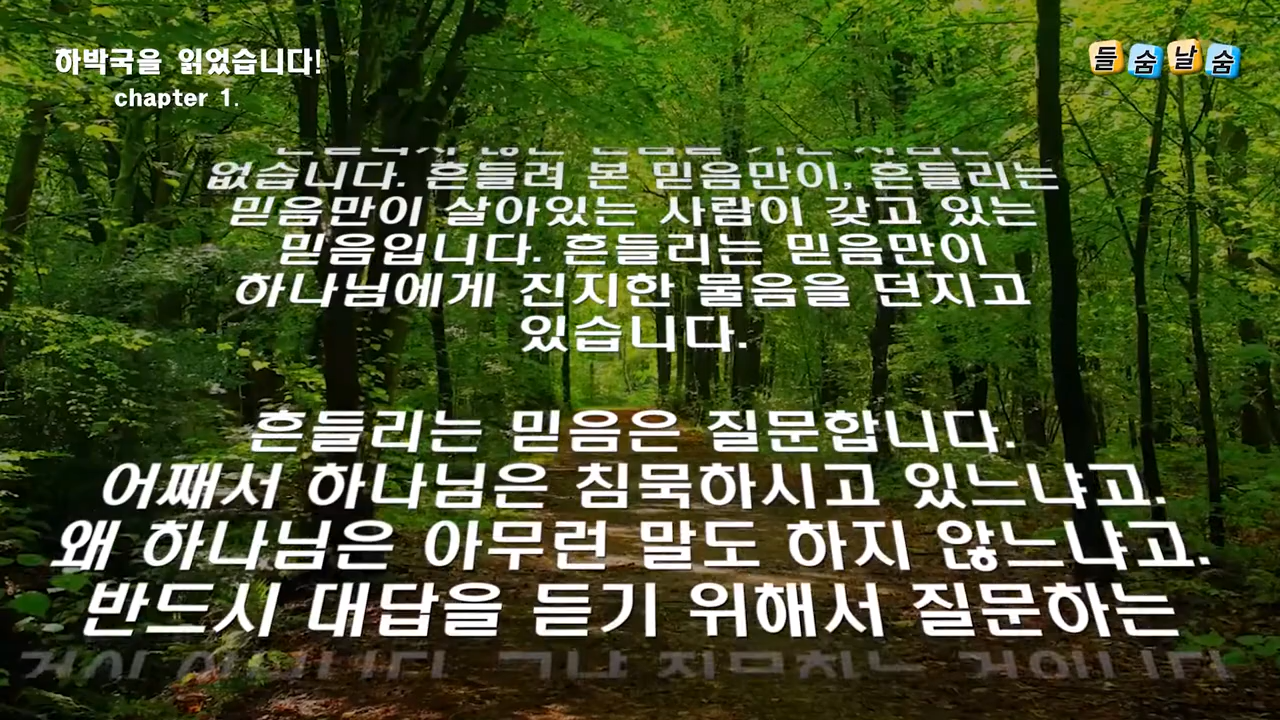 하박국을 읽었습니다!
chapter 1.
들숨날숨
없습니다. 흔들려 본 믿음만이, 흔들리는
믿음만이 살아있는 사람이 갖고 있는
믿음입니다. 흔들리는 믿음만이
하나님에게 진지한 물음을 던지고
있습니다.
흔들리는 믿음은 질문합니다.
어째서 하나님은 침묵하시고 있느냐고.
왜 하나님은 아무런 말도 하지 않느냐고.
반드시 대답을 듣기 위해서 질문하는